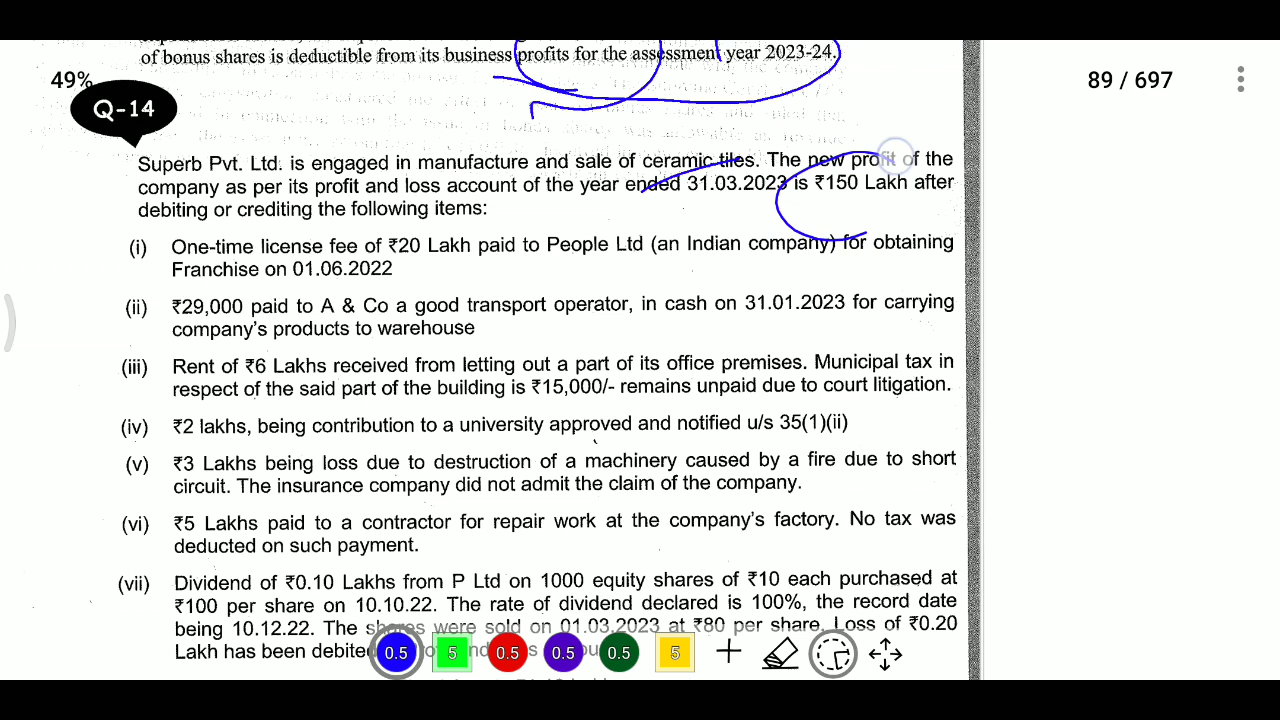 of bonus shares is deductible from its business profits for the assessment year 2023-24.
49%
89 / 697
Q-14
Superb Pvt. Ltd. is engaged in manufacture and sale of ceramic tiles. The new profit of the
company as per its profit and loss account of the year ended 31.03.2023 is ₹150 Lakh after
debiting or crediting the following items:
(i) One-time license fee of ₹20 Lakh paid to People Ltd (an Indian company) for obtaining
Franchise on 01.06.2022
(ii) ₹29,000 paid to A & Co a good transport operator, in cash on 31.01.2023 for carrying
company's products to warehouse
(iii) Rent of ₹6 Lakhs received from letting out a part of its office premises. Municipal tax in
respect of the said part of the building is ₹15,000/- remains unpaid due to court litigation.
(iv) ₹2 lakhs, being contribution to a university approved and notified u/s 35(1)(ii)
(v) ₹3 Lakhs being loss due to destruction of a machinery caused by a fire due to short
circuit. The insurance company did not admit the claim of the company.
(vi) ₹5 Lakhs paid to a contractor for repair work at the company's factory. No tax was
deducted on such payment.
(vii) Dividend of ₹0.10 Lakhs from P Ltd on 1000 equity shares of ₹10 each purchased at
₹100 per share on 10.10.22. The rate of dividend declared is 100%, the record date
being 10.12.22. The shares were sold on 01.03.2023 at ₹80 per share. Loss of ₹0.20
Lakh has been debited
0.5 5 0.5 0.5 0.5 5